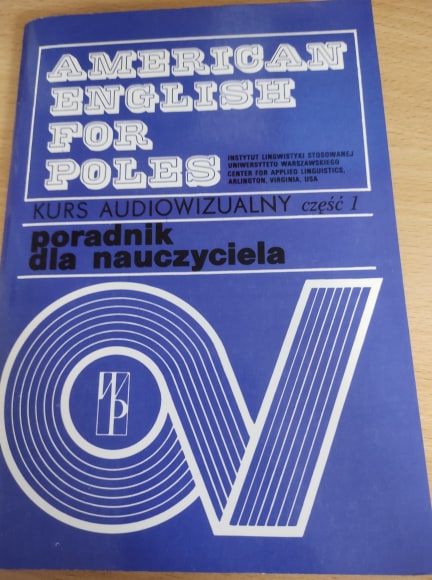 AMERICAN
ENGLISH
FOR
POLES
INSTYTUT LINGWISTYKI STOSOWANEJ
UNIWERSYTETU WARSZAWSKIEGO
CENTER FOR APPLIED LINGUISTICS,
ARLINGTON, VIRGINIA, USA
KURS AUDIOWIZUALNY część 1
poradnik
dla nauczyciela